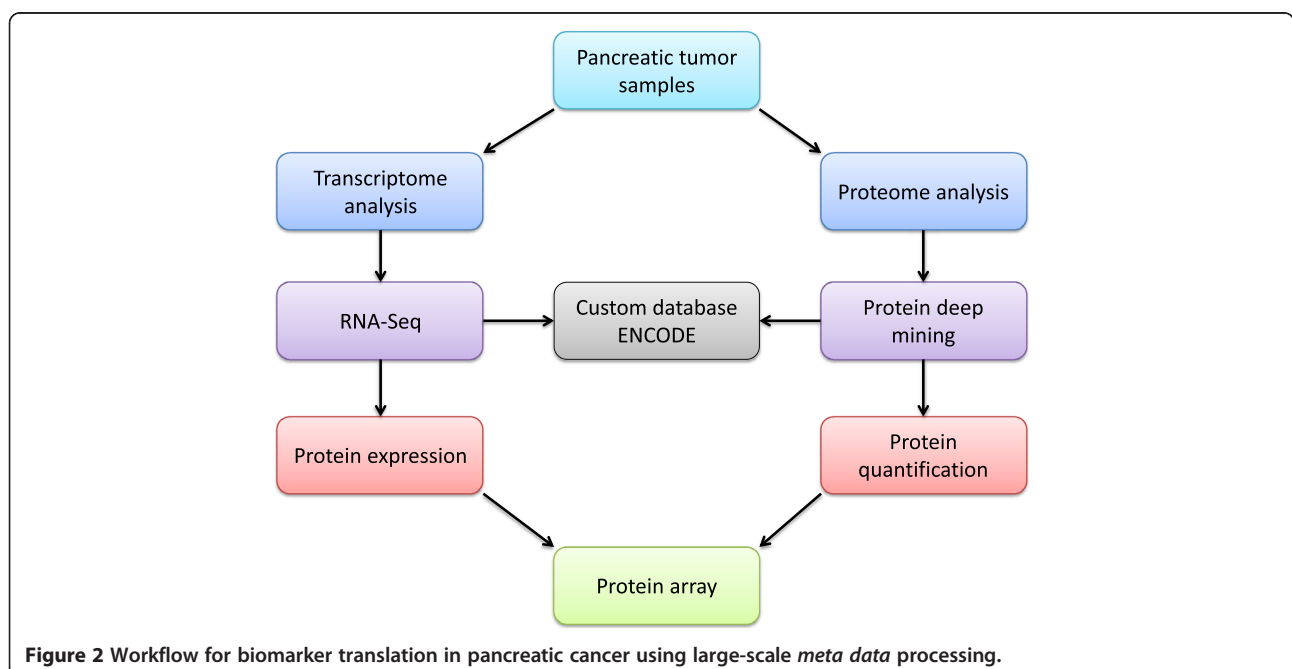 Pancreatic tumor
samples
Transcriptome
analysis
Proteome analysis
RNA-Seq
Custom database
ENCODE
Protein deep
mining
Protein expression
Protein
quantification
Protein array
Figure 2 Workflow for biomarker translation in pancreatic cancer using large-scale meta data processing.